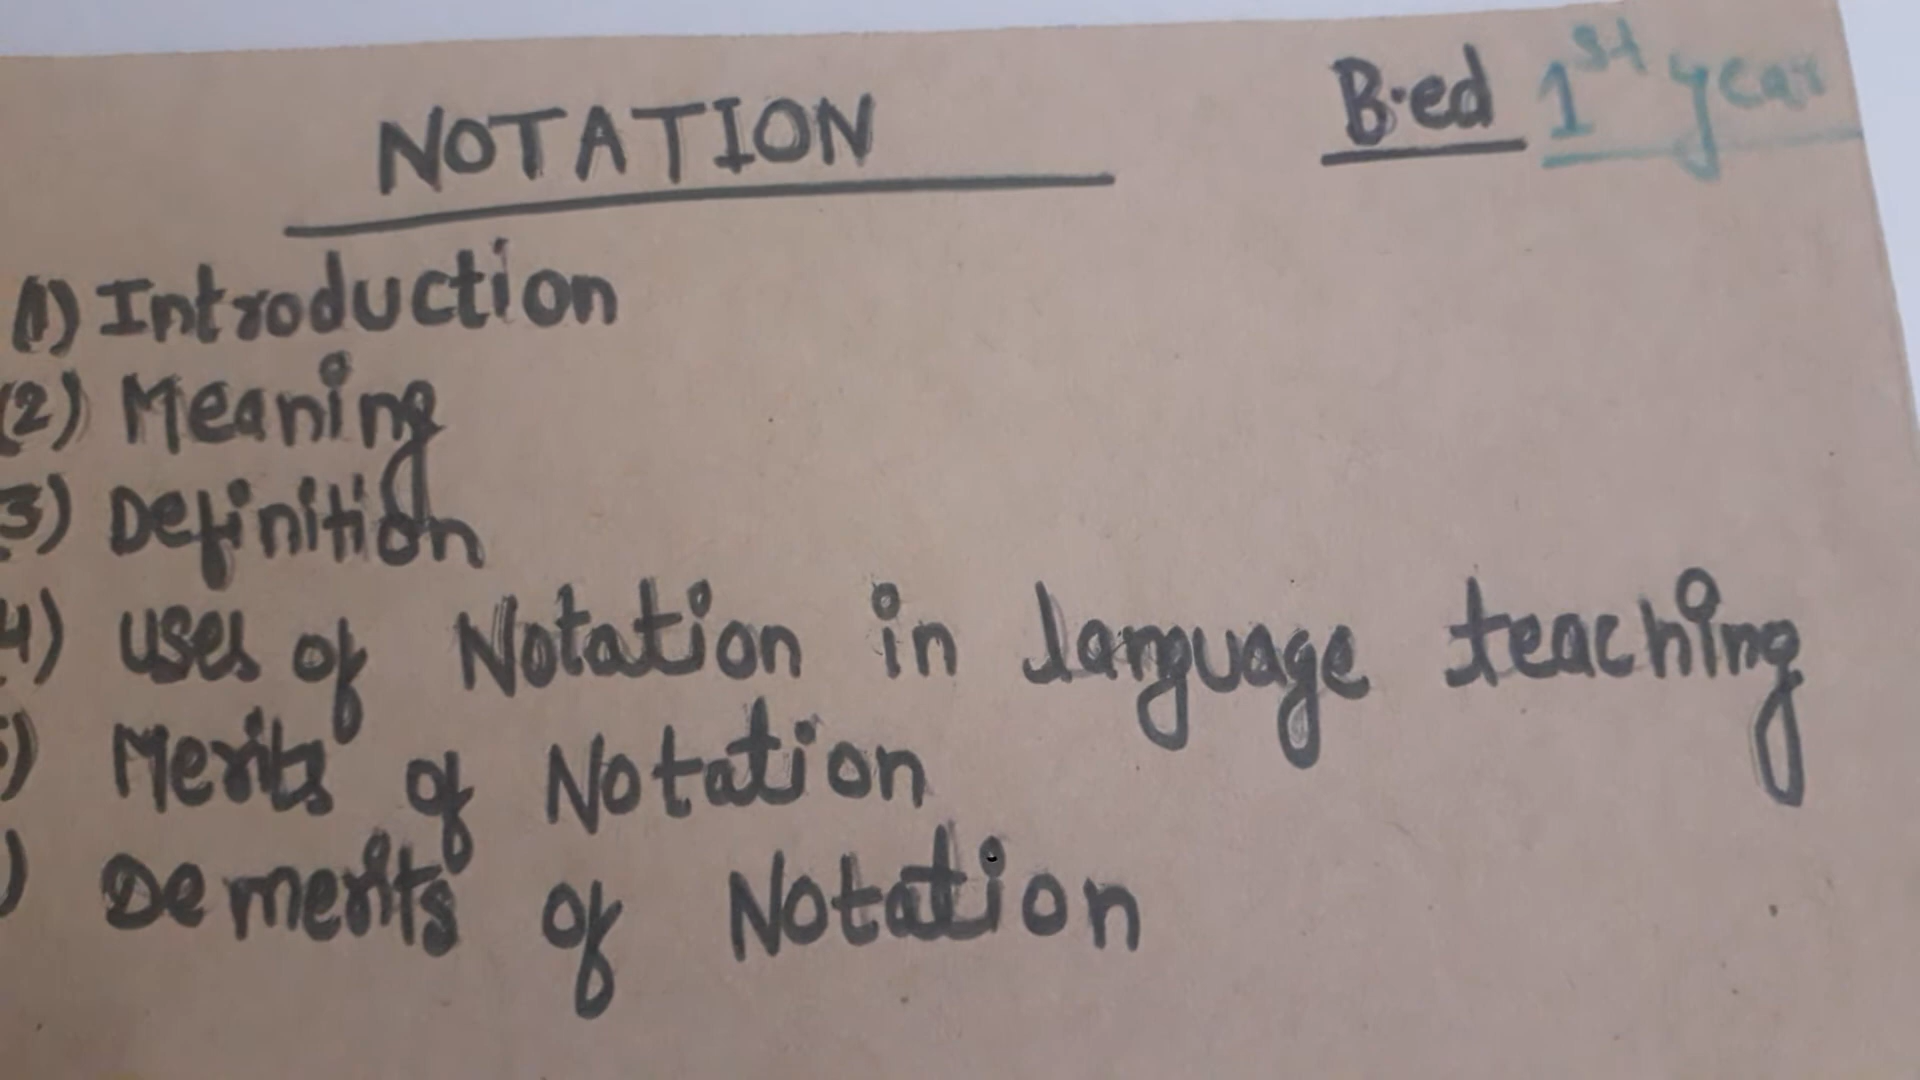 NOTATION B.ed 1st year
(1) Introduction
(2) Meaning
3) Definition
4) uses of Notation in language teaching
) Merits of Notation
) Demerits of Notation